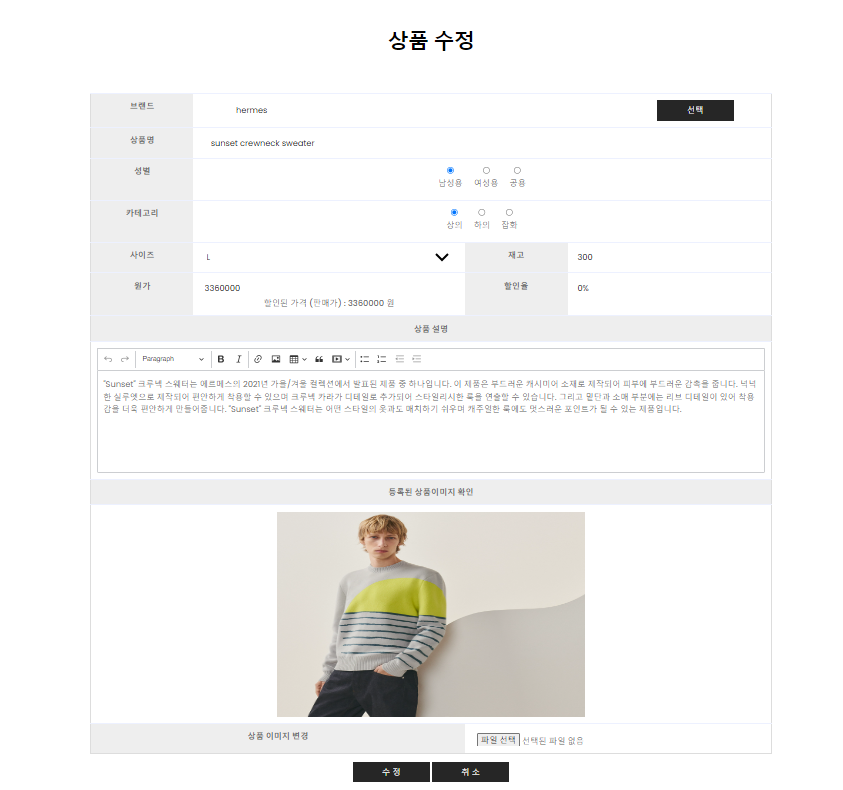 상품 수정
브랜드 hermes 선택
상품명 sunset crewneck sweater
성별 남성용 여성용 공용
카테고리 상의 하의 잡화
사이즈 L 재고 300
원가 3360000 할인율 0%
할인된 가격 (판매가) : 3360000 원
상품 설명
Paragraph B I
"Sunset" 크루넥 스웨터는 에르메스의 2021년 가을/겨울 컬렉션에서 발표된 제품 중 하나입니다. 이 제품은 부드러운 캐시미어 소재로 제작되어 피부에 부드러운 감촉을 줍니다. 넉넉
한 실루엣으로 제작되어 편안하게 착용할 수 있으며 크루넥 카라가 디테일로 추가되어 스타일리시한 룩을 연출할 수 있습니다. 그리고 밑단과 소매 부분에는 리브 디테일이 있어 착용
감을 더욱 편안하게 만들어줍니다. "Sunset" 크루넥 스웨터는 어떤 스타일의 옷과도 매치하기 쉬우며 캐주얼한 룩에도 멋스러운 포인트가 될 수 있는 제품입니다.
등록된 상품이미지 확인
상품 이미지 변경 파일 선택 선택된 파일 없음
수 정 취 소